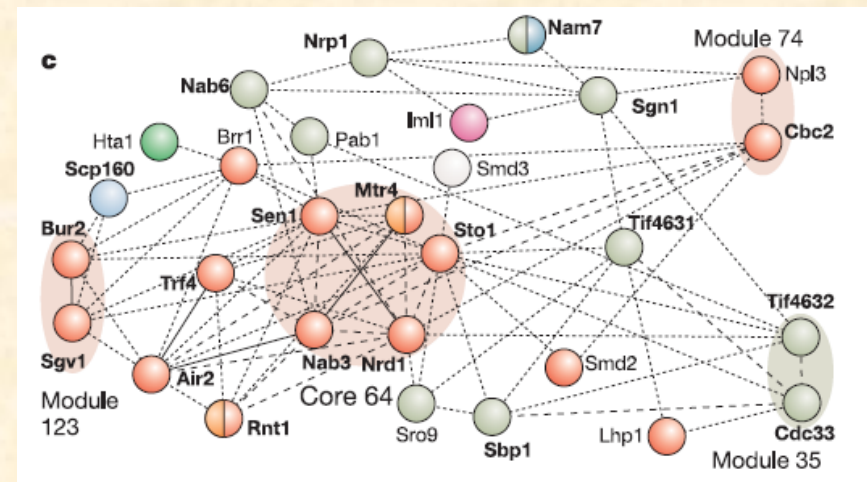 c
Nrp1
Nam7
Module 74
Nab6
Npl3
Iml1
Sgn1
Hta1
Brr1
Pab1
Cbc2
Scp160
Smd3
Mtr4
Bur2
Sen1
Sto1
Tif4631
Trf4
Tif4632
Sgv1
Nab3
Nrd1
Smd2
Air2
Module
123
Core 64
Rnt1
Sro9
Sbp1
Lhp1
Cdc33
Module 35